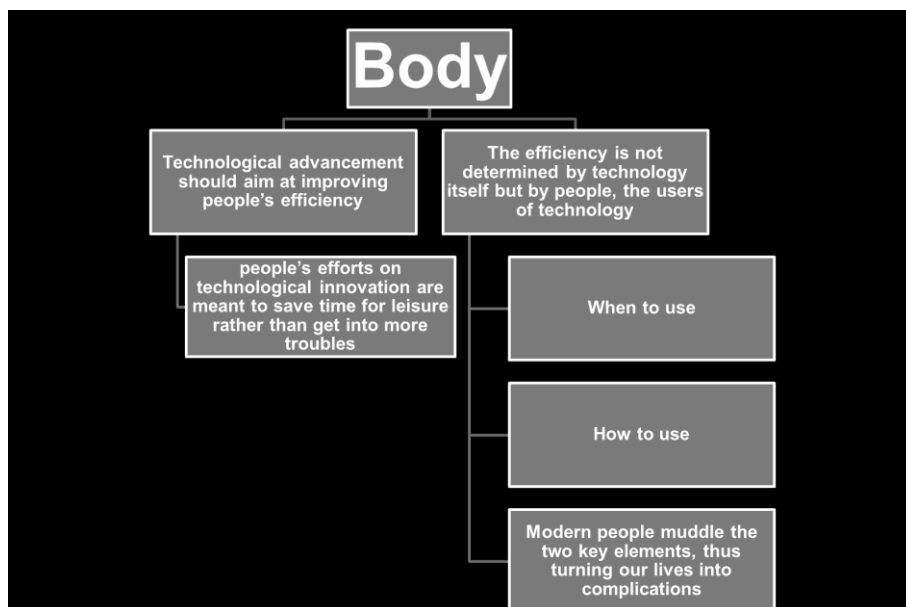 Body
Technological advancement
should aim at improving
people's efficiency
people's efforts on
technological innovation are
meant to save time for leisure
rather than get into more
troubles
The efficiency is not
determined by technology
itself but by people, the users
of technology
When to use
How to use
Modern people muddle the
two key elements, thus
turning our lives into
complications